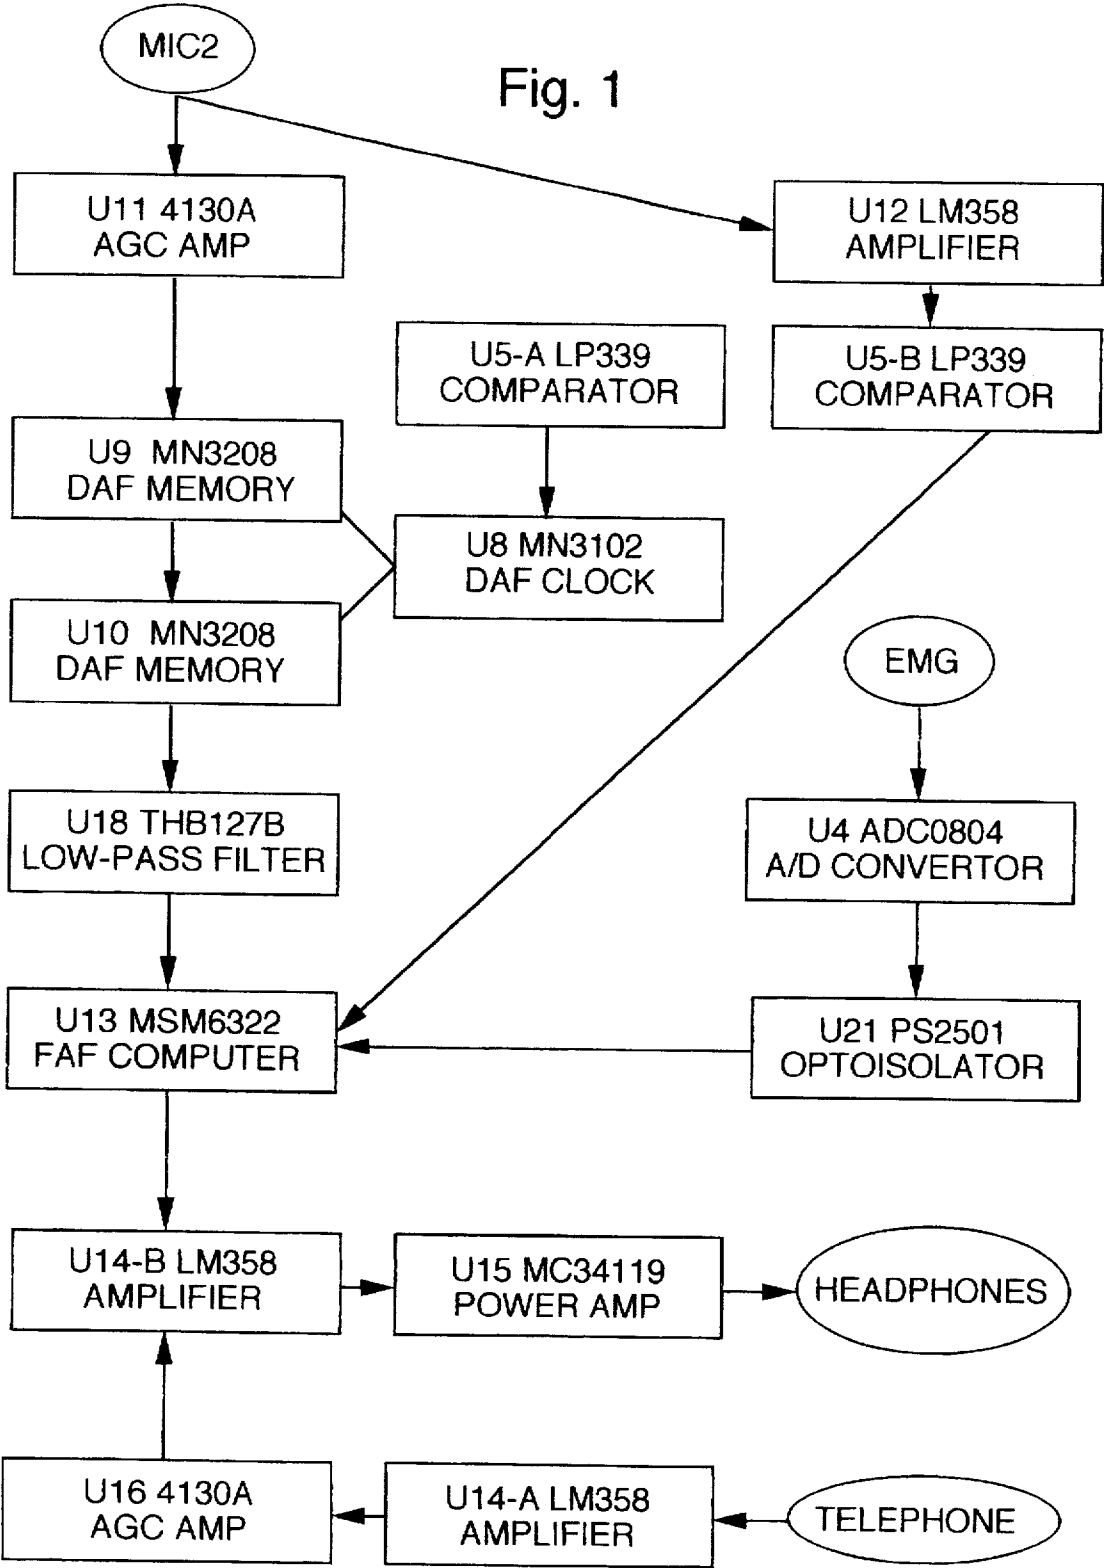 MIC2
Fig. 1
U11 4130A
AGC AMP
U12 LM358
AMPLIFIER
U5-A LP339
COMPARATOR
U5-B LP339
COMPARATOR
U9 MN3208
DAF MEMORY
U8 MN3102
DAF CLOCK
U10 MN3208
DAF MEMORY
EMG
U18 THB127B
LOW-PASS FILTER
U4 ADC0804
A/D CONVERTOR
U13 MSM6322
FAF COMPUTER
U21 PS2501
OPTOISOLATOR
U14-B LM358
AMPLIFIER
U15 MC34119
POWER AMP
HEADPHONES
U16 4130A
AGC AMP
U14-A LM358
AMPLIFIER
TELEPHONE